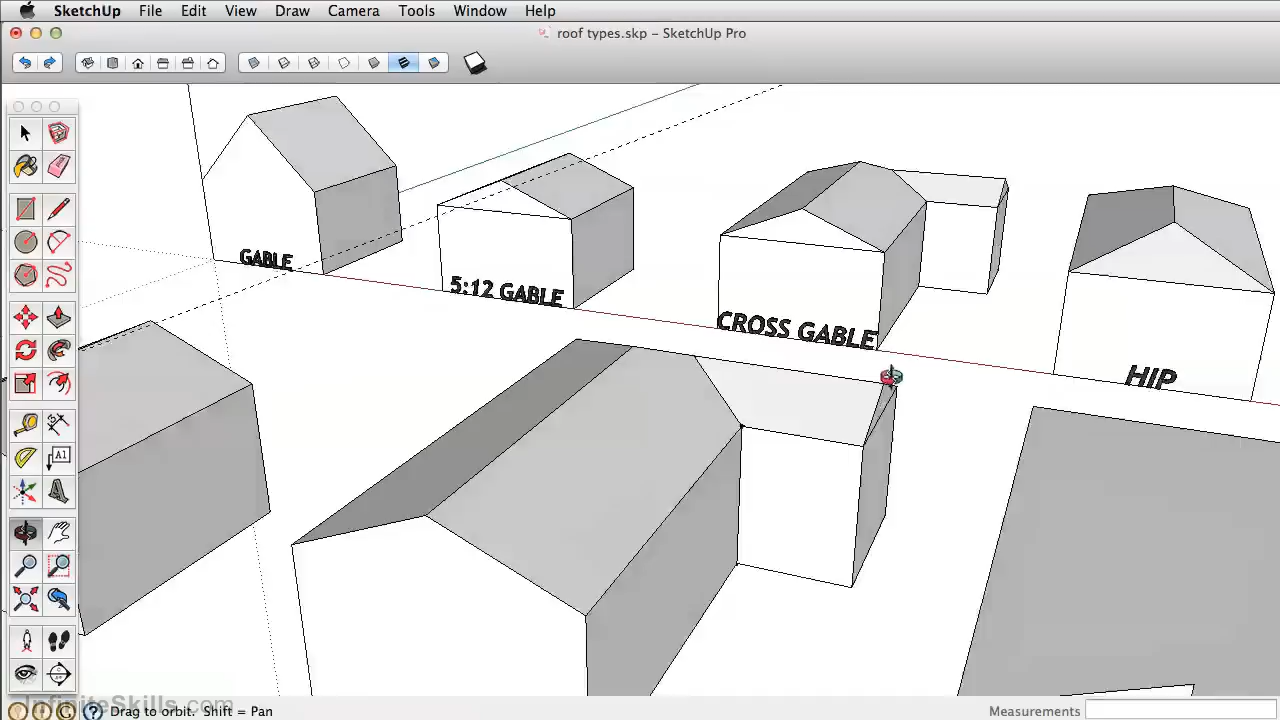 SketchUp File Edit View Draw Camera Tools Window Help
roof types.skp – SketchUp Pro
GABLE
5:12 GABLE
CROSS GABLE
HIP
A1
A
InfiniteSkills.com
Drag to orbit. Shift = Pan
Measurements